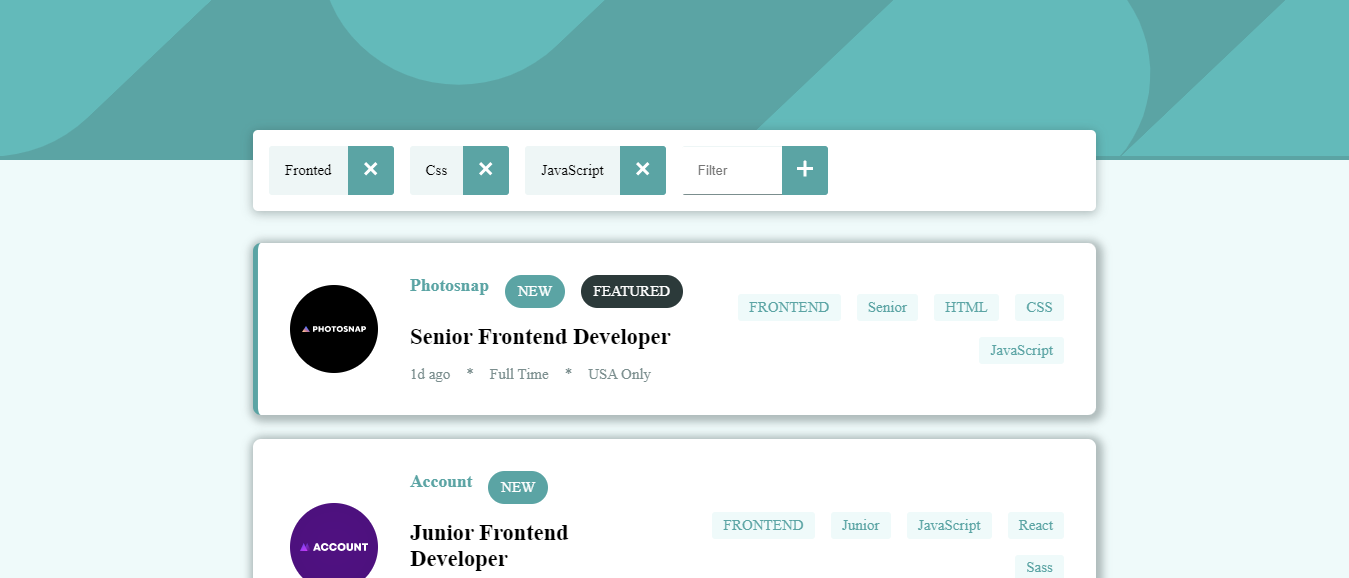 Fronted × Css × JavaScript × Filter +
Photosnap NEW FEATURED
PHOTOSNAP
Senior Frontend Developer
1d ago * Full Time * USA Only
FRONTEND Senior HTML CSS
JavaScript
Account NEW
ACCOUNT
Junior Frontend
Developer
FRONTEND Junior JavaScript React
Sass